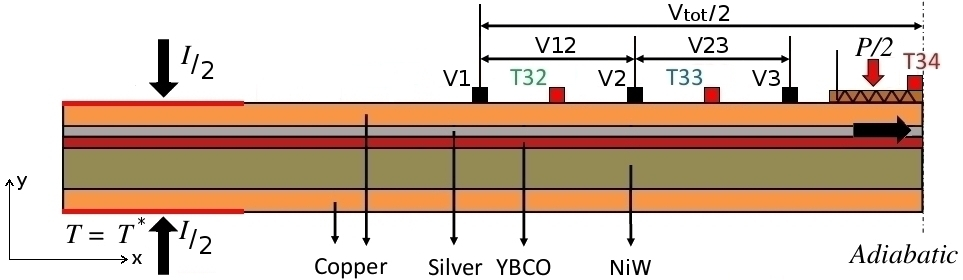 Vtot/2
I/2
V12
V23
P/2
V1
T32
V2
T33
V3
T34
y
T = T*
I/2
x
Copper
Silver
YBCO
NiW
Adiabatic